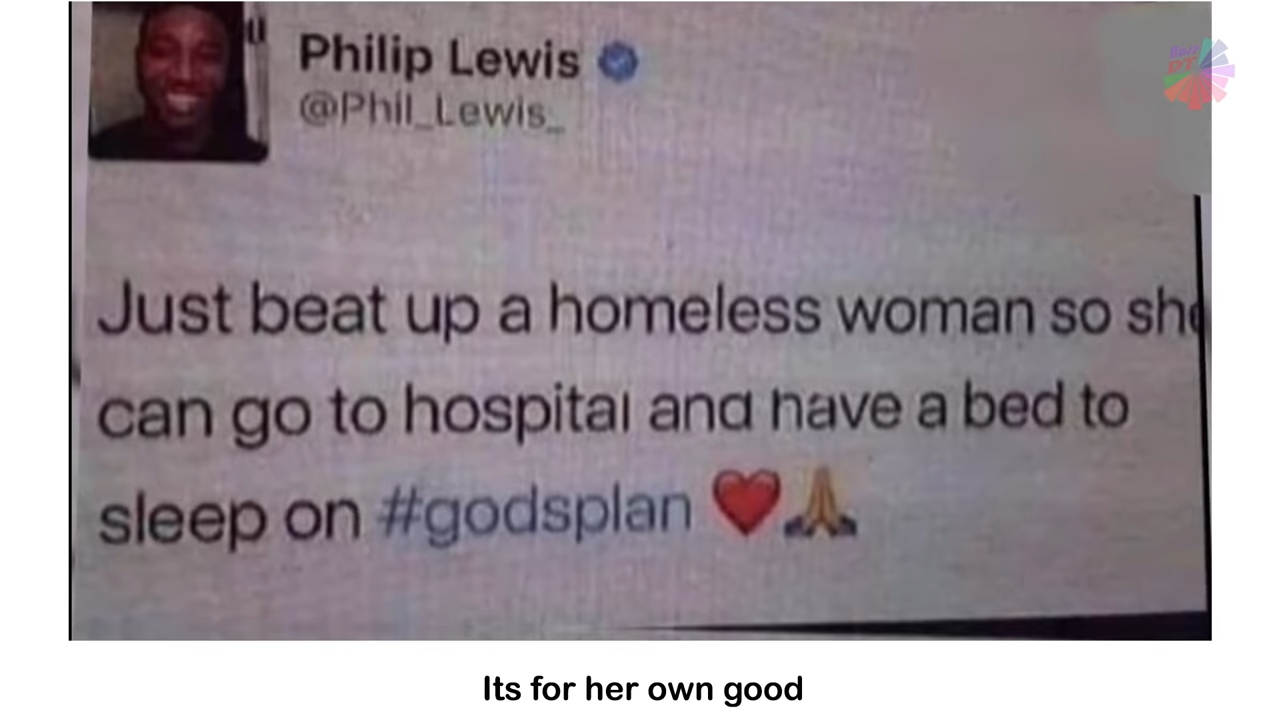 Philip Lewis
@Phil_Lewis_
Just beat up a homeless woman so she
can go to hospital and have a bed to
sleep on #godsplan ❤️🙏
Its for her own good